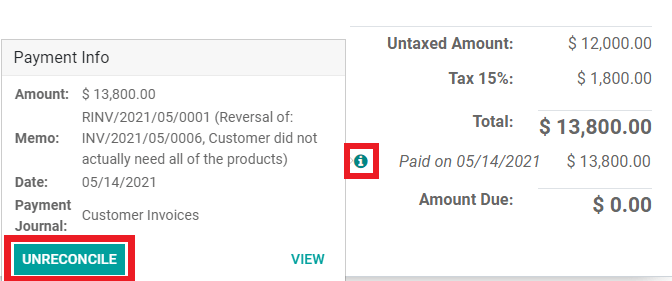 Payment Info
Amount: $ 13,800.00
RINV/2021/05/0001 (Reversal of:
Memo: INV/2021/05/0006, Customer did not
actually need all of the products)
Date: 05/14/2021
Payment
Journal: Customer Invoices
UNRECONCILE VIEW
Untaxed Amount: $ 12,000.00
Tax 15%: $ 1,800.00
Total: $ 13,800.00
Paid on 05/14/2021 $ 13,800.00
Amount Due: $ 0.00